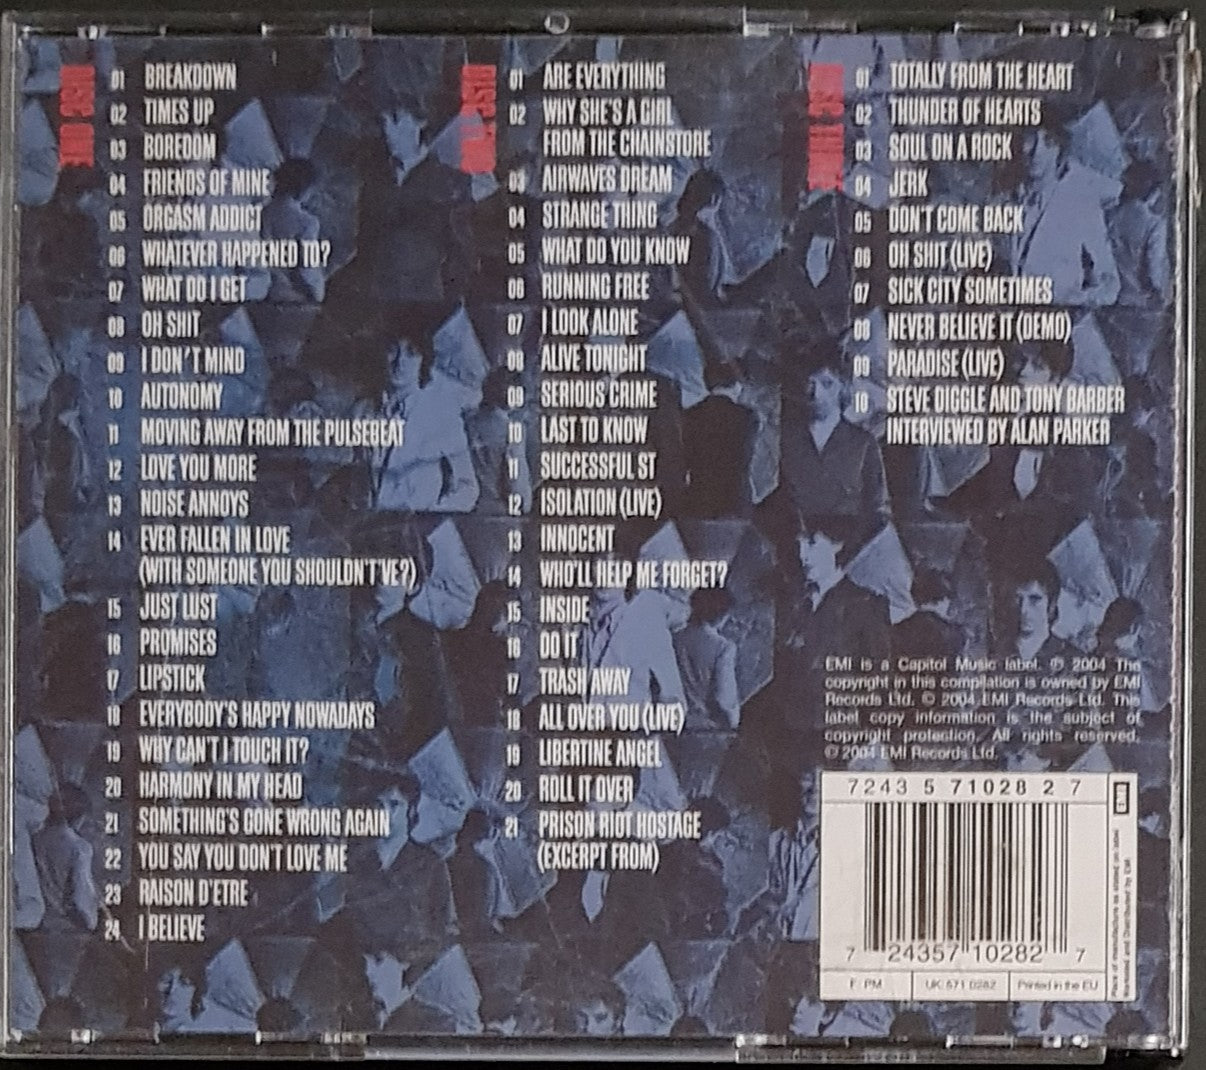 DISC ONE
01 BREAKDOWN
02 TIMES UP
03 BOREDOM
04 FRIENDS OF MINE
05 ORGASM ADDICT
06 WHATEVER HAPPENED TO?
07 WHAT DO I GET
08 OH SHIT
09 I DON'T MIND
10 AUTONOMY
11 MOVING AWAY FROM THE PULSEBEAT
12 LOVE YOU MORE
13 NOISE ANNOYS
14 EVER FALLEN IN LOVE
(WITH SOMEONE YOU SHOULDN'T'VE?)
15 JUST LUST
16 PROMISES
17 LIPSTICK
18 EVERYBODY'S HAPPY NOWADAYS
19 WHY CAN'T I TOUCH IT?
20 HARMONY IN MY HEAD
21 SOMETHING'S GONE WRONG AGAIN
22 YOU SAY YOU DON'T LOVE ME
23 RAISON D'ETRE
24 I BELIEVE
DISC TWO
01 ARE EVERYTHING
02 WHY SHE'S A GIRL
FROM THE CHAINSTORE
03 AIRWAVES DREAM
04 STRANGE THING
05 WHAT DO YOU KNOW
06 RUNNING FREE
07 I LOOK ALONE
08 ALIVE TONIGHT
09 SERIOUS CRIME
10 LAST TO KNOW
11 SUCCESSFUL ST
12 ISOLATION (LIVE)
13 INNOCENT
14 WHO'LL HELP ME FORGET?
15 INSIDE
16 DO IT
17 TRASH AWAY
18 ALL OVER YOU (LIVE)
19 LIBERTINE ANGEL
20 ROLL IT OVER
21 PRISON RIOT HOSTAGE
(EXCERPT FROM)
DISC THREE
01 TOTALLY FROM THE HEART
02 THUNDER OF HEARTS
03 SOUL ON A ROCK
04 JERK
05 DON'T COME BACK
06 OH SHIT (LIVE)
07 SICK CITY SOMETIMES
08 NEVER BELIEVE IT (DEMO)
09 PARADISE (LIVE)
10 STEVE DIGGLE AND TONY BARBER
INTERVIEWED BY ALAN PARKER
EMI is a Capitol Music label. ℗ 2004 The
copyright in this compilation is owned by EMI
Records Ltd. © 2004 EMI Records Ltd. This
label copy information is the subject of
copyright protection. All rights reserved.
© 2004 EMI Records Ltd.
7243 5 71028 2 7
7 24357 10282 7
F: PM
UK: 571 0282
Printed in the EU
Place of manufacture as stated on label
Marketed and Distributed by EMI.